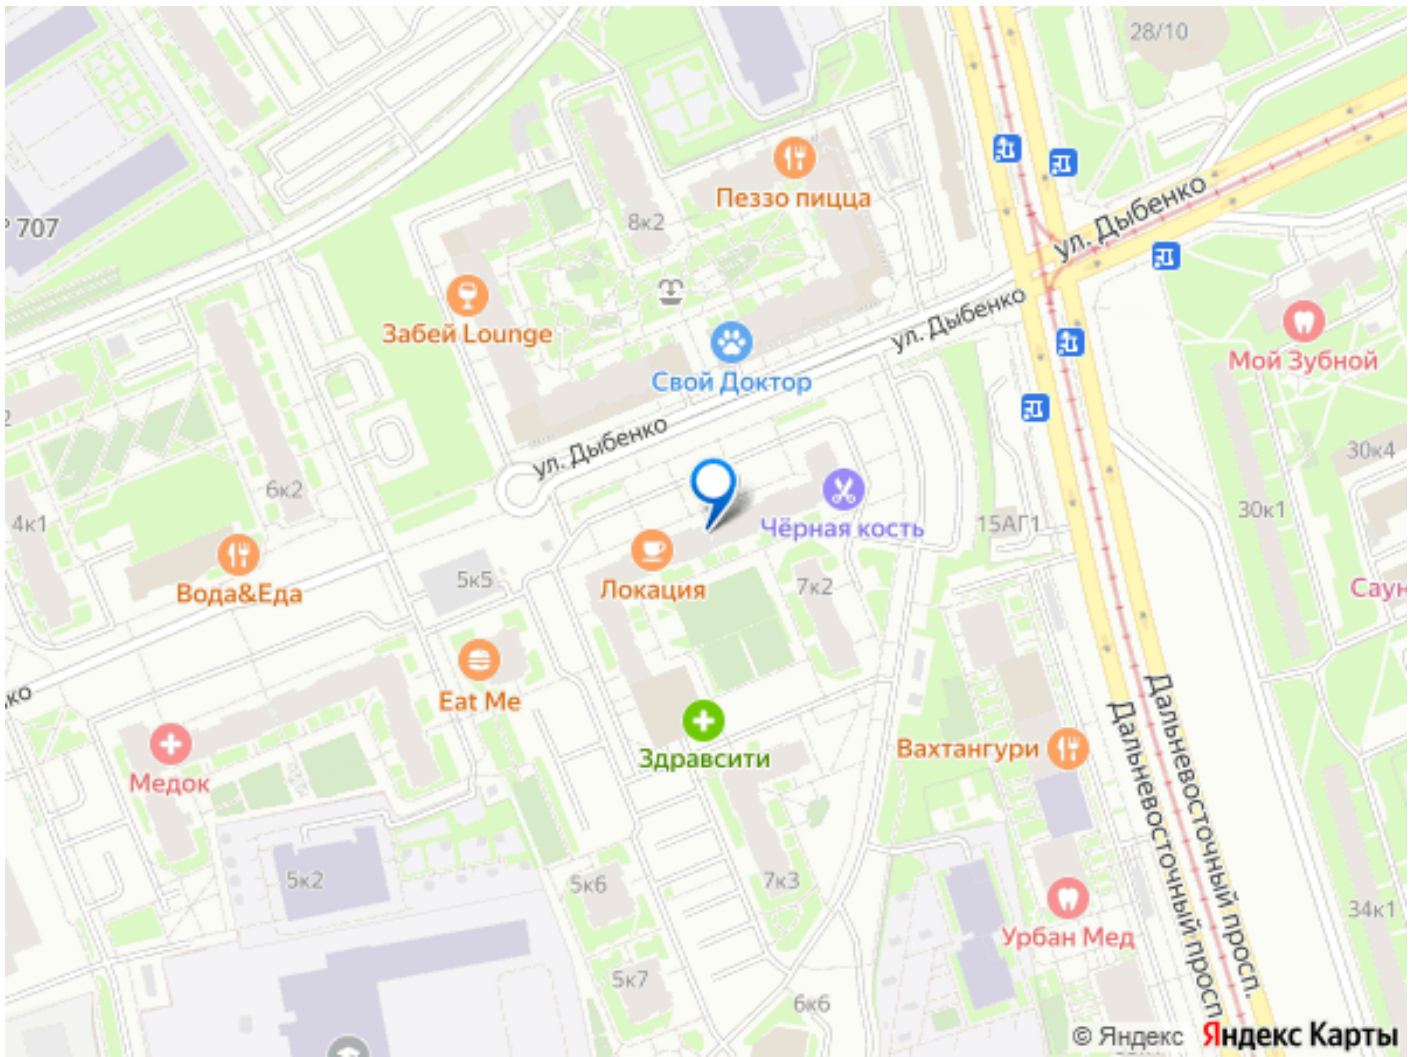 28/10
Пеззо пицца
ул. Дыбенко
8к2
707
ул. Дыбенко
Забей Lounge
Мой Зубной
Свой Доктор
2
ул. Дыбенко
30к4
6к2
30к1
4к1
15АГ1
Чёрная кость
5к5
Вода&Еда
Локация
7к2
Саун
ко
Eat Me
Здравсити
Вахтангури
Медок
Дальневосточный просп.
Дальневосточный просп
5к2
5к6
7к3
34к1
Урбан Мед
5к7
6к6
© Яндекс Яндекс Карты